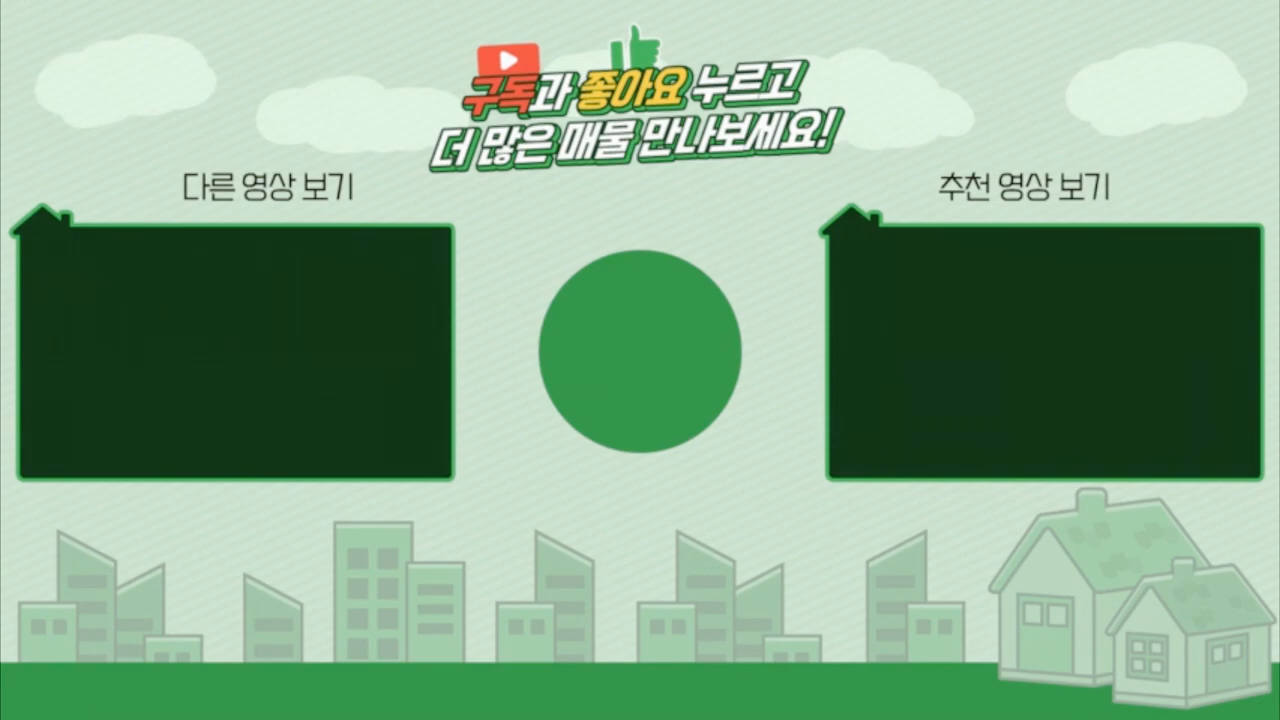 구독과 좋아요 누르고
더 많은 매물 만나보세요!
다른 영상 보기
추천 영상 보기